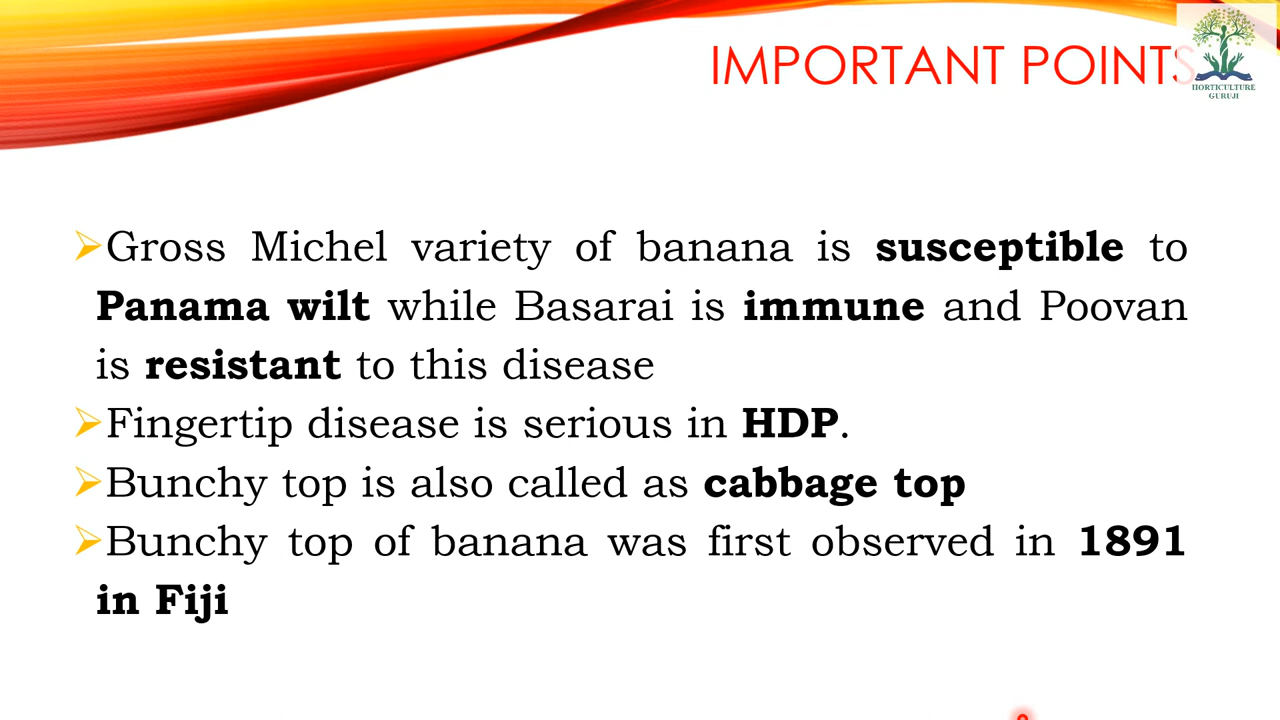 IMPORTANT POINTS
HORTICULTURE
GURUJI
➢Gross Michel variety of banana is susceptible to
Panama wilt while Basarai is immune and Poovan
is resistant to this disease
➢Fingertip disease is serious in HDP.
➢Bunchy top is also called as cabbage top
➢Bunchy top of banana was first observed in 1891
in Fiji